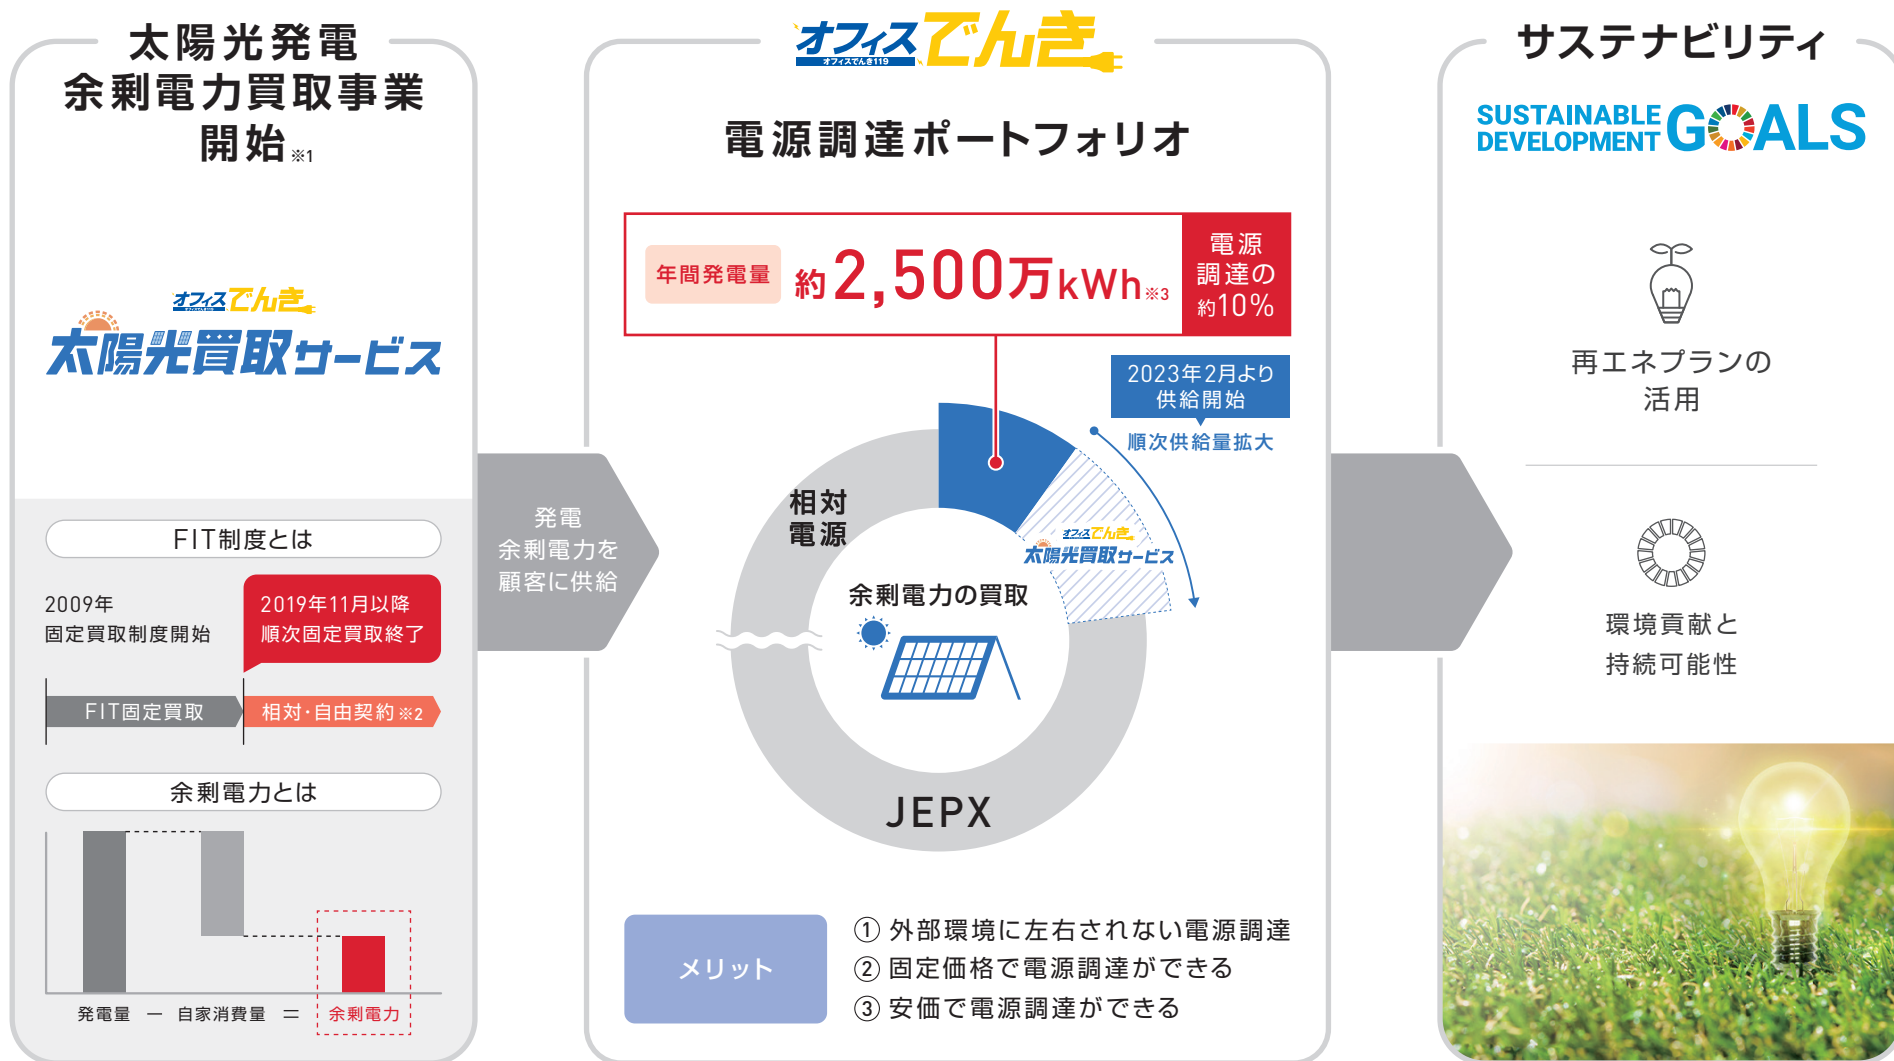 太陽光発電
余剰電力買取事業
開始※1
オフィスでんき
太陽光買取サービス
FIT制度とは
2009年
固定買取制度開始
2019年11月以降
順次固定買取終了
FIT固定買取
相対・自由契約※2
余剰電力とは
発電量 － 自家消費量 ＝ 余剰電力
発電
余剰電力を
顧客に供給
オフィスでんき
オフィスでんき119
電源調達ポートフォリオ
年間発電量 約2,500万kWh※3
電源
調達の
約10%
2023年2月より
供給開始
順次供給量拡大
相対
電源
オフィスでんき
太陽光買取サービス
余剰電力の買取
JEPX
メリット
① 外部環境に左右されない電源調達
② 固定価格で電源調達ができる
③ 安価で電源調達ができる
サステナビリティ
SUSTAINABLE
DEVELOPMENT
GOALS
再エネプランの
活用
環境貢献と
持続可能性